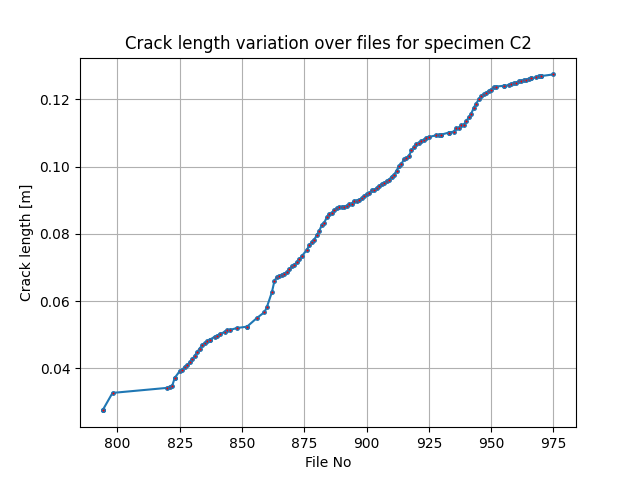 Crack length variation over files for specimen C2
Crack length [m]
0.12
0.10
0.08
0.06
0.04
800 825 850 875 900 925 950 975
File No